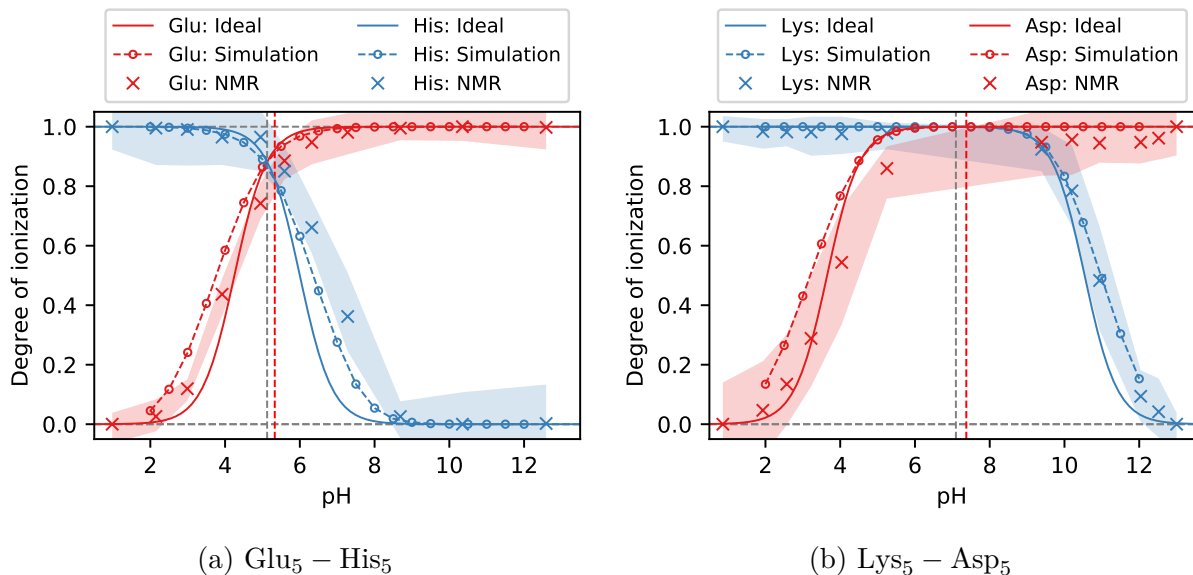 Glu: Ideal His: Ideal
Glu: Simulation His: Simulation
Glu: NMR His: NMR
Degree of ionization
1.0
0.8
0.6
0.4
0.2
0.0
2 4 6 8 10 12
pH
(a) Glu₅ − His₅
Lys: Ideal Asp: Ideal
Lys: Simulation Asp: Simulation
Lys: NMR Asp: NMR
Degree of ionization
1.0
0.8
0.6
0.4
0.2
0.0
2 4 6 8 10 12
pH
(b) Lys₅ − Asp₅